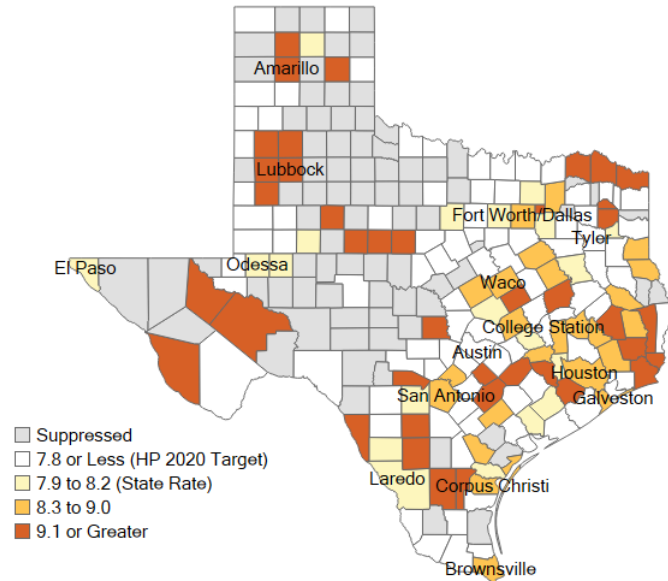 Amarillo
Lubbock
Fort Worth/Dallas
Tyler
El Paso
Odessa
Waco
College Station
Austin
Houston
San Antonio
Galveston
Suppressed
7.8 or Less (HP 2020 Target)
7.9 to 8.2 (State Rate)
Laredo
Corpus Christi
8.3 to 9.0
9.1 or Greater
Brownsville